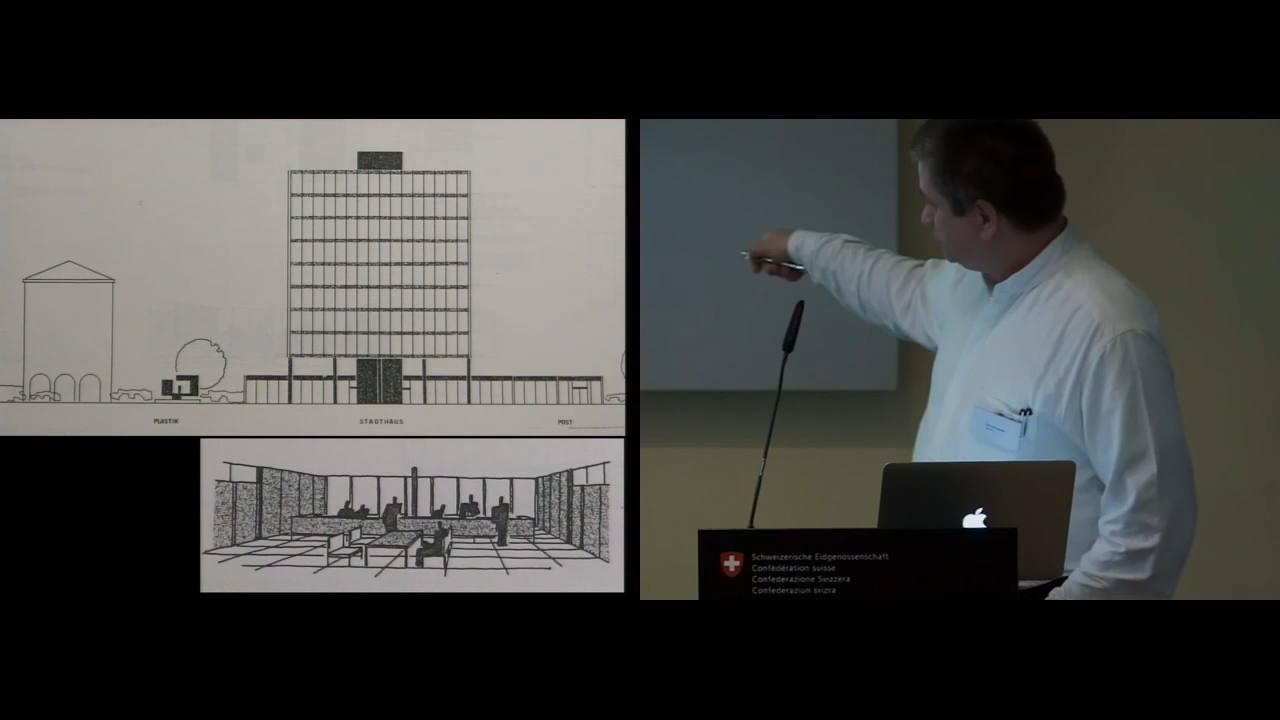 PLASTIK
STADTHAUS
POST
Schweizerische Eidgenossenschaft
Confédération suisse
Confederazione Svizzera
Confederaziun svizra